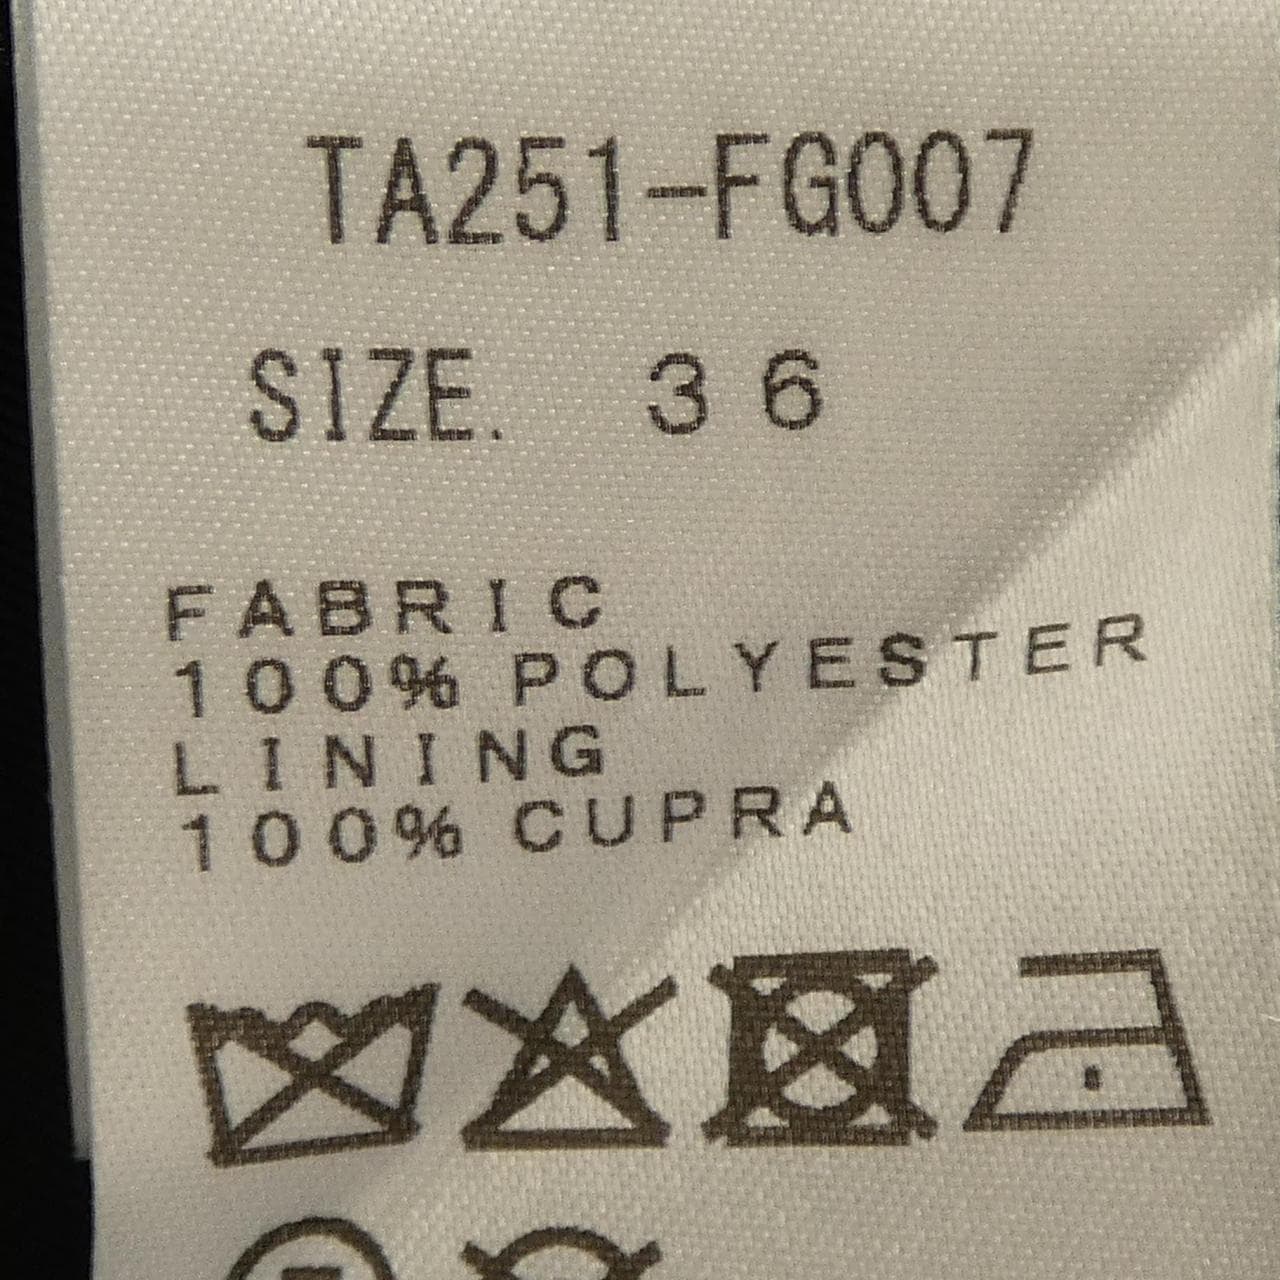 TA251-FG007
SIZE. 36
FABRIC
100% POLYESTER
LINING
100% CUPRA